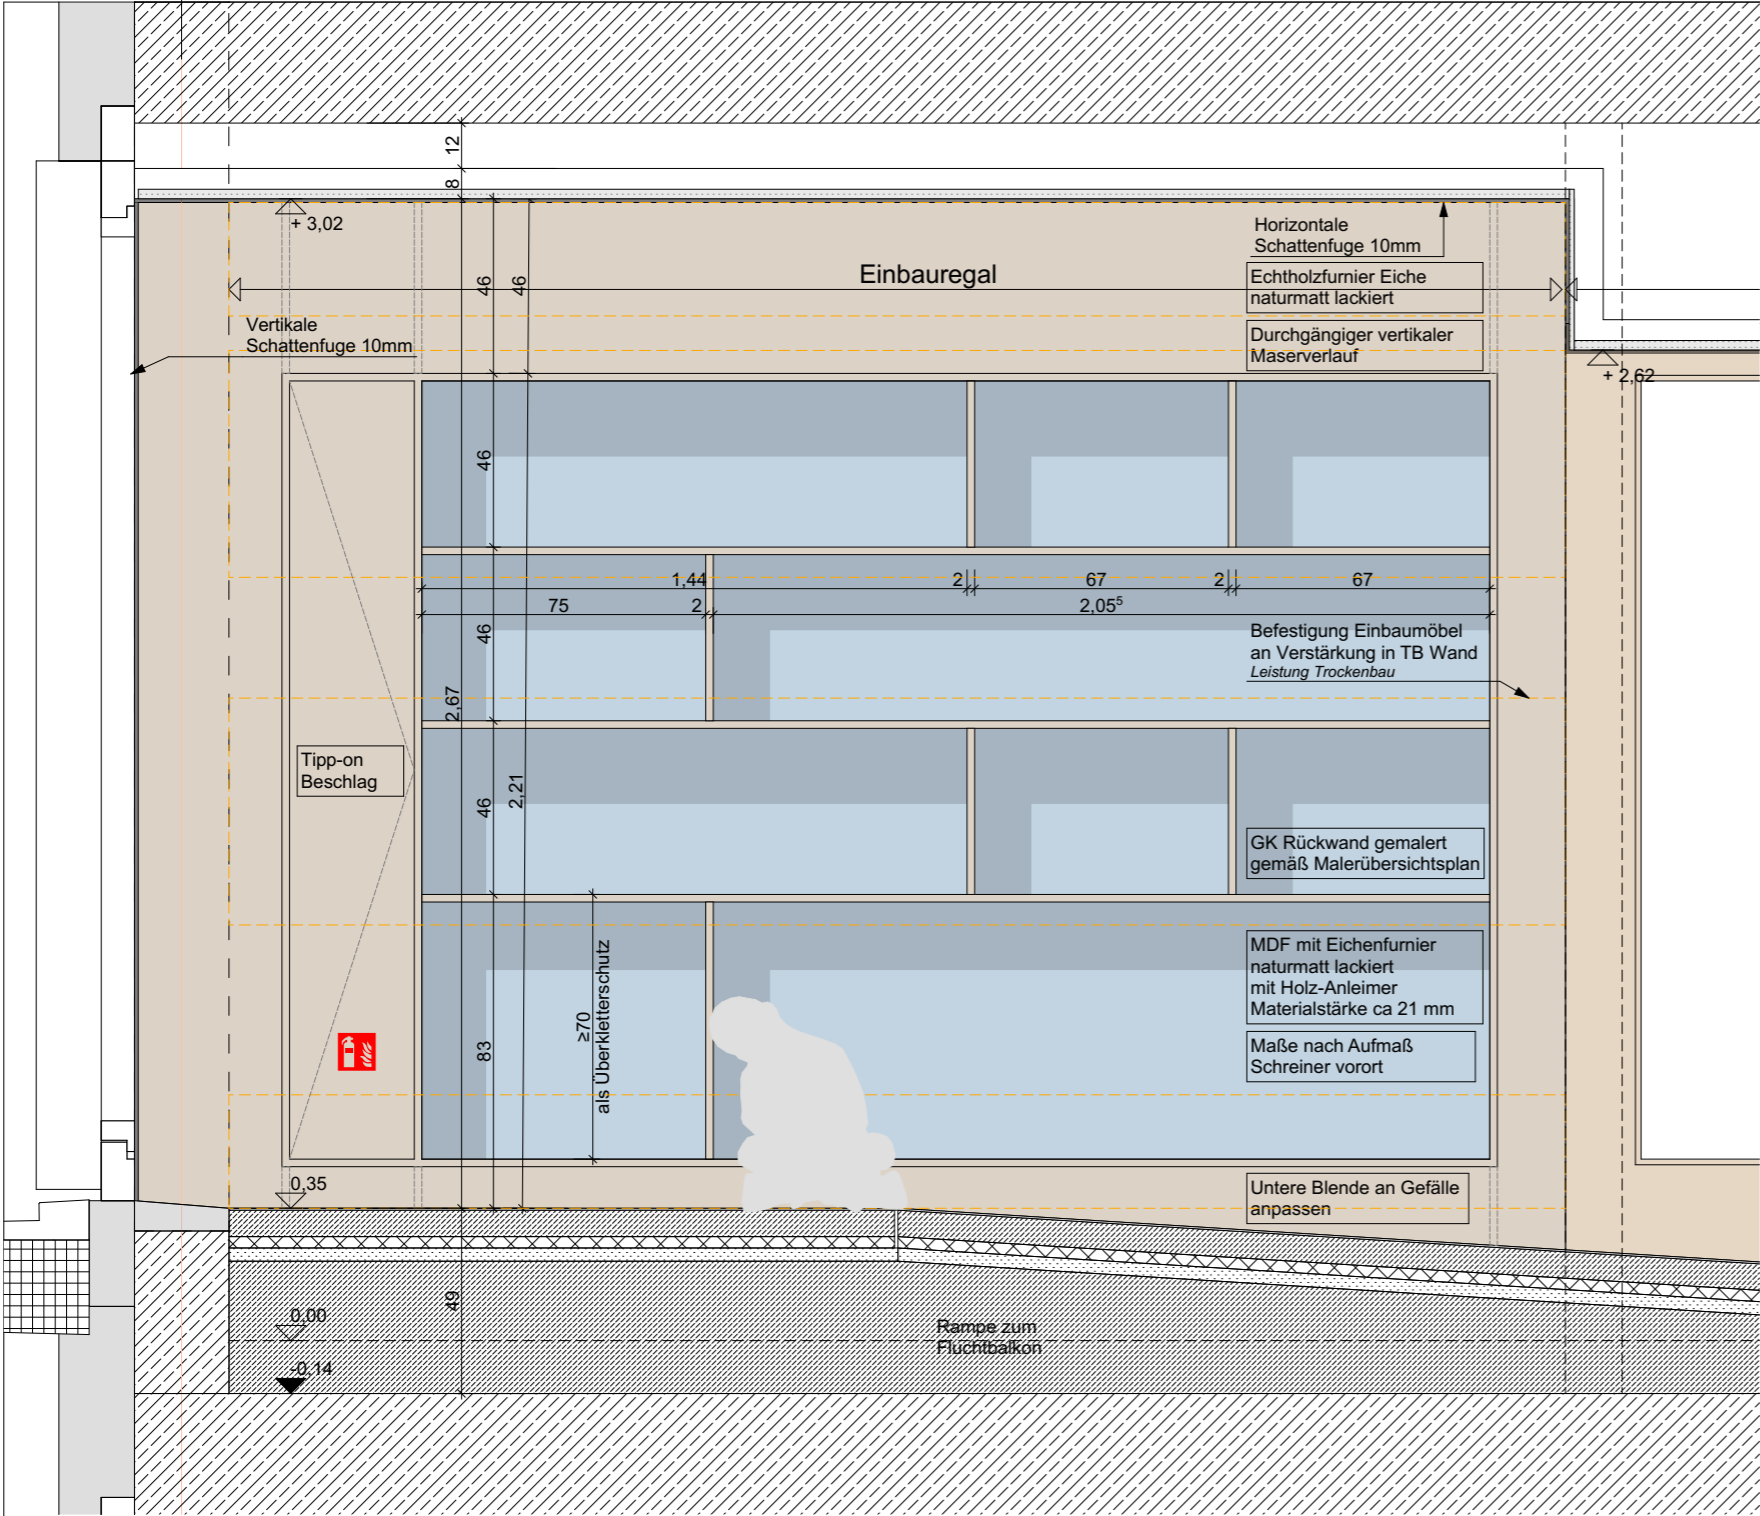 12
8
+ 3,02
Horizontale
Schattenfuge 10mm
Einbauregal
46
46
Echtholzfurnier Eiche
naturmatt lackiert
Vertikale
Schattenfuge 10mm
Durchgängiger vertikaler
Maserverlauf
+ 2,62
46
1,44
2
67
2
67
75
2
2,05⁵
46
Befestigung Einbaumöbel
an Verstärkung in TB Wand
Leistung Trockenbau
2,67
Tipp-on
Beschlag
2,21
46
GK Rückwand gemalert
gemäß Malerübersichtsplan
≥70
als Überkletterschutz
MDF mit Eichenfurnier
naturmatt lackiert
mit Holz-Anleimer
Materialstärke ca 21 mm
83
Maße nach Aufmaß
Schreiner vorort
0,35
Untere Blende an Gefälle
anpassen
49
0,00
Rampe zum
Fluchtbalkon
-0,14